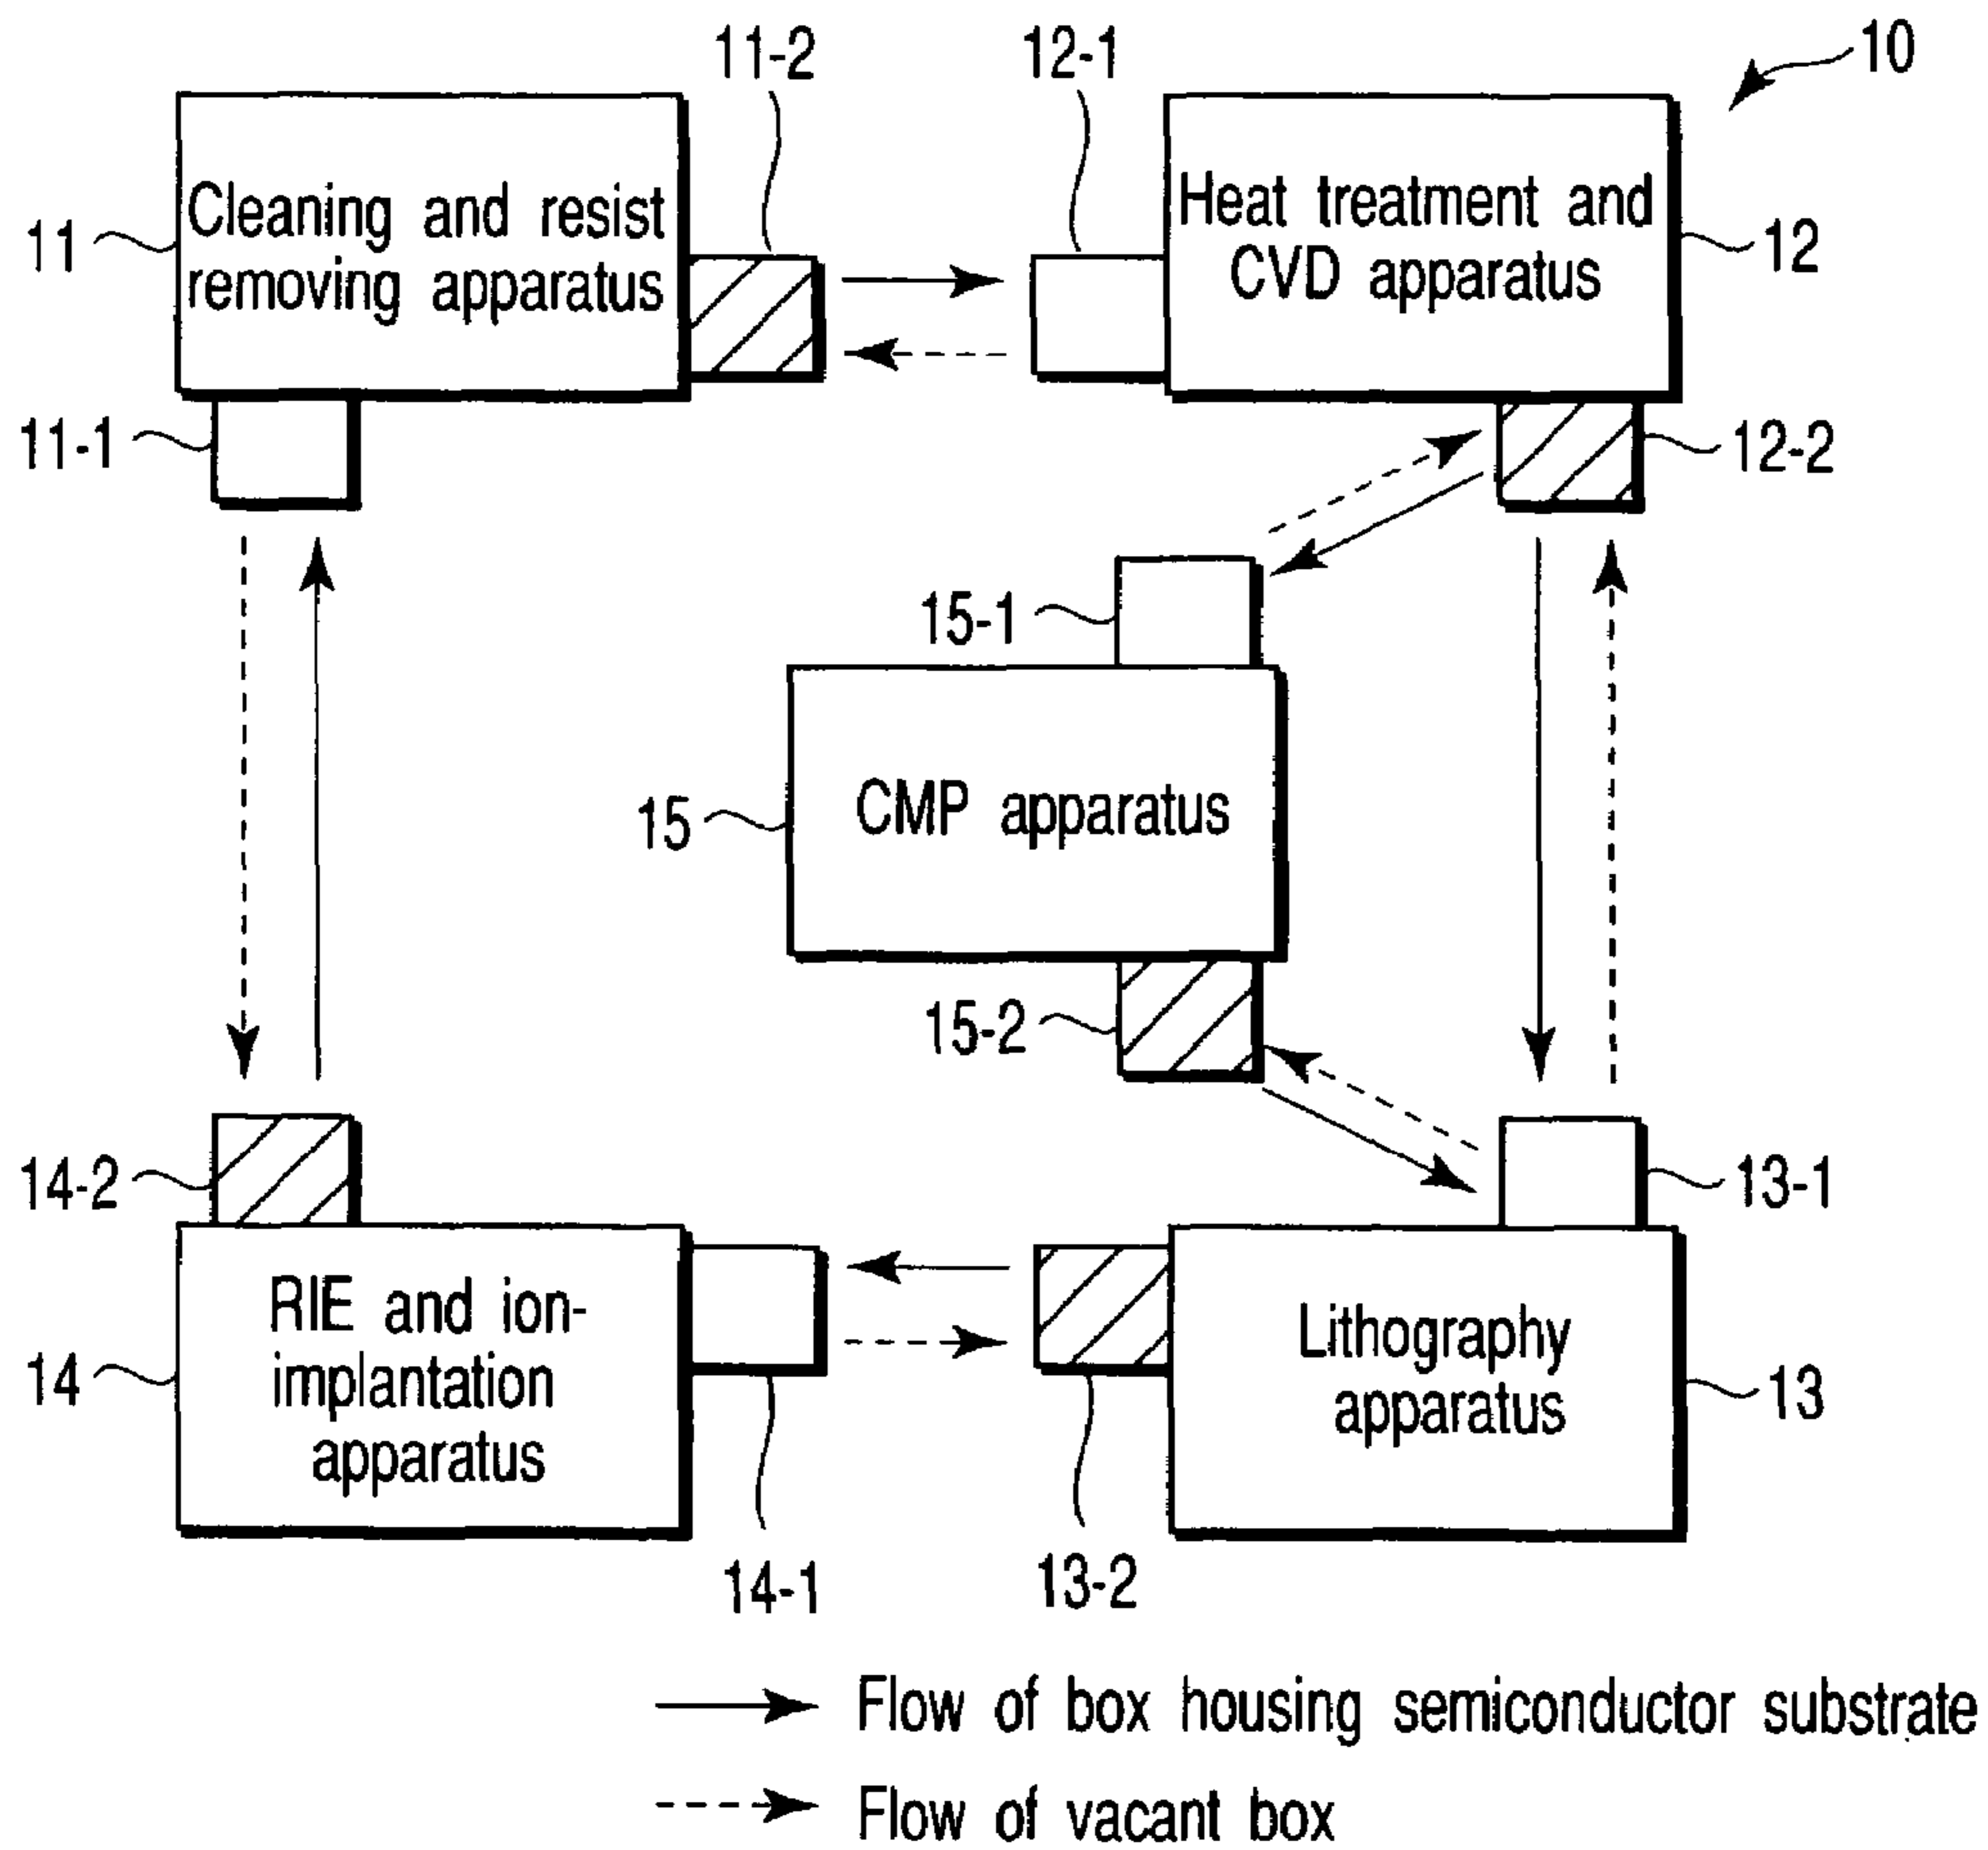 11-2
12-1
10
11
Cleaning and resist
removing apparatus
Heat treatment and
CVD apparatus
12
11-1
12-2
15-1
15
CMP apparatus
15-2
14-2
13-1
14
RIE and ion-
implantation
apparatus
Lithography
apparatus
13
14-1
13-2
Flow of box housing semiconductor substrate
Flow of vacant box